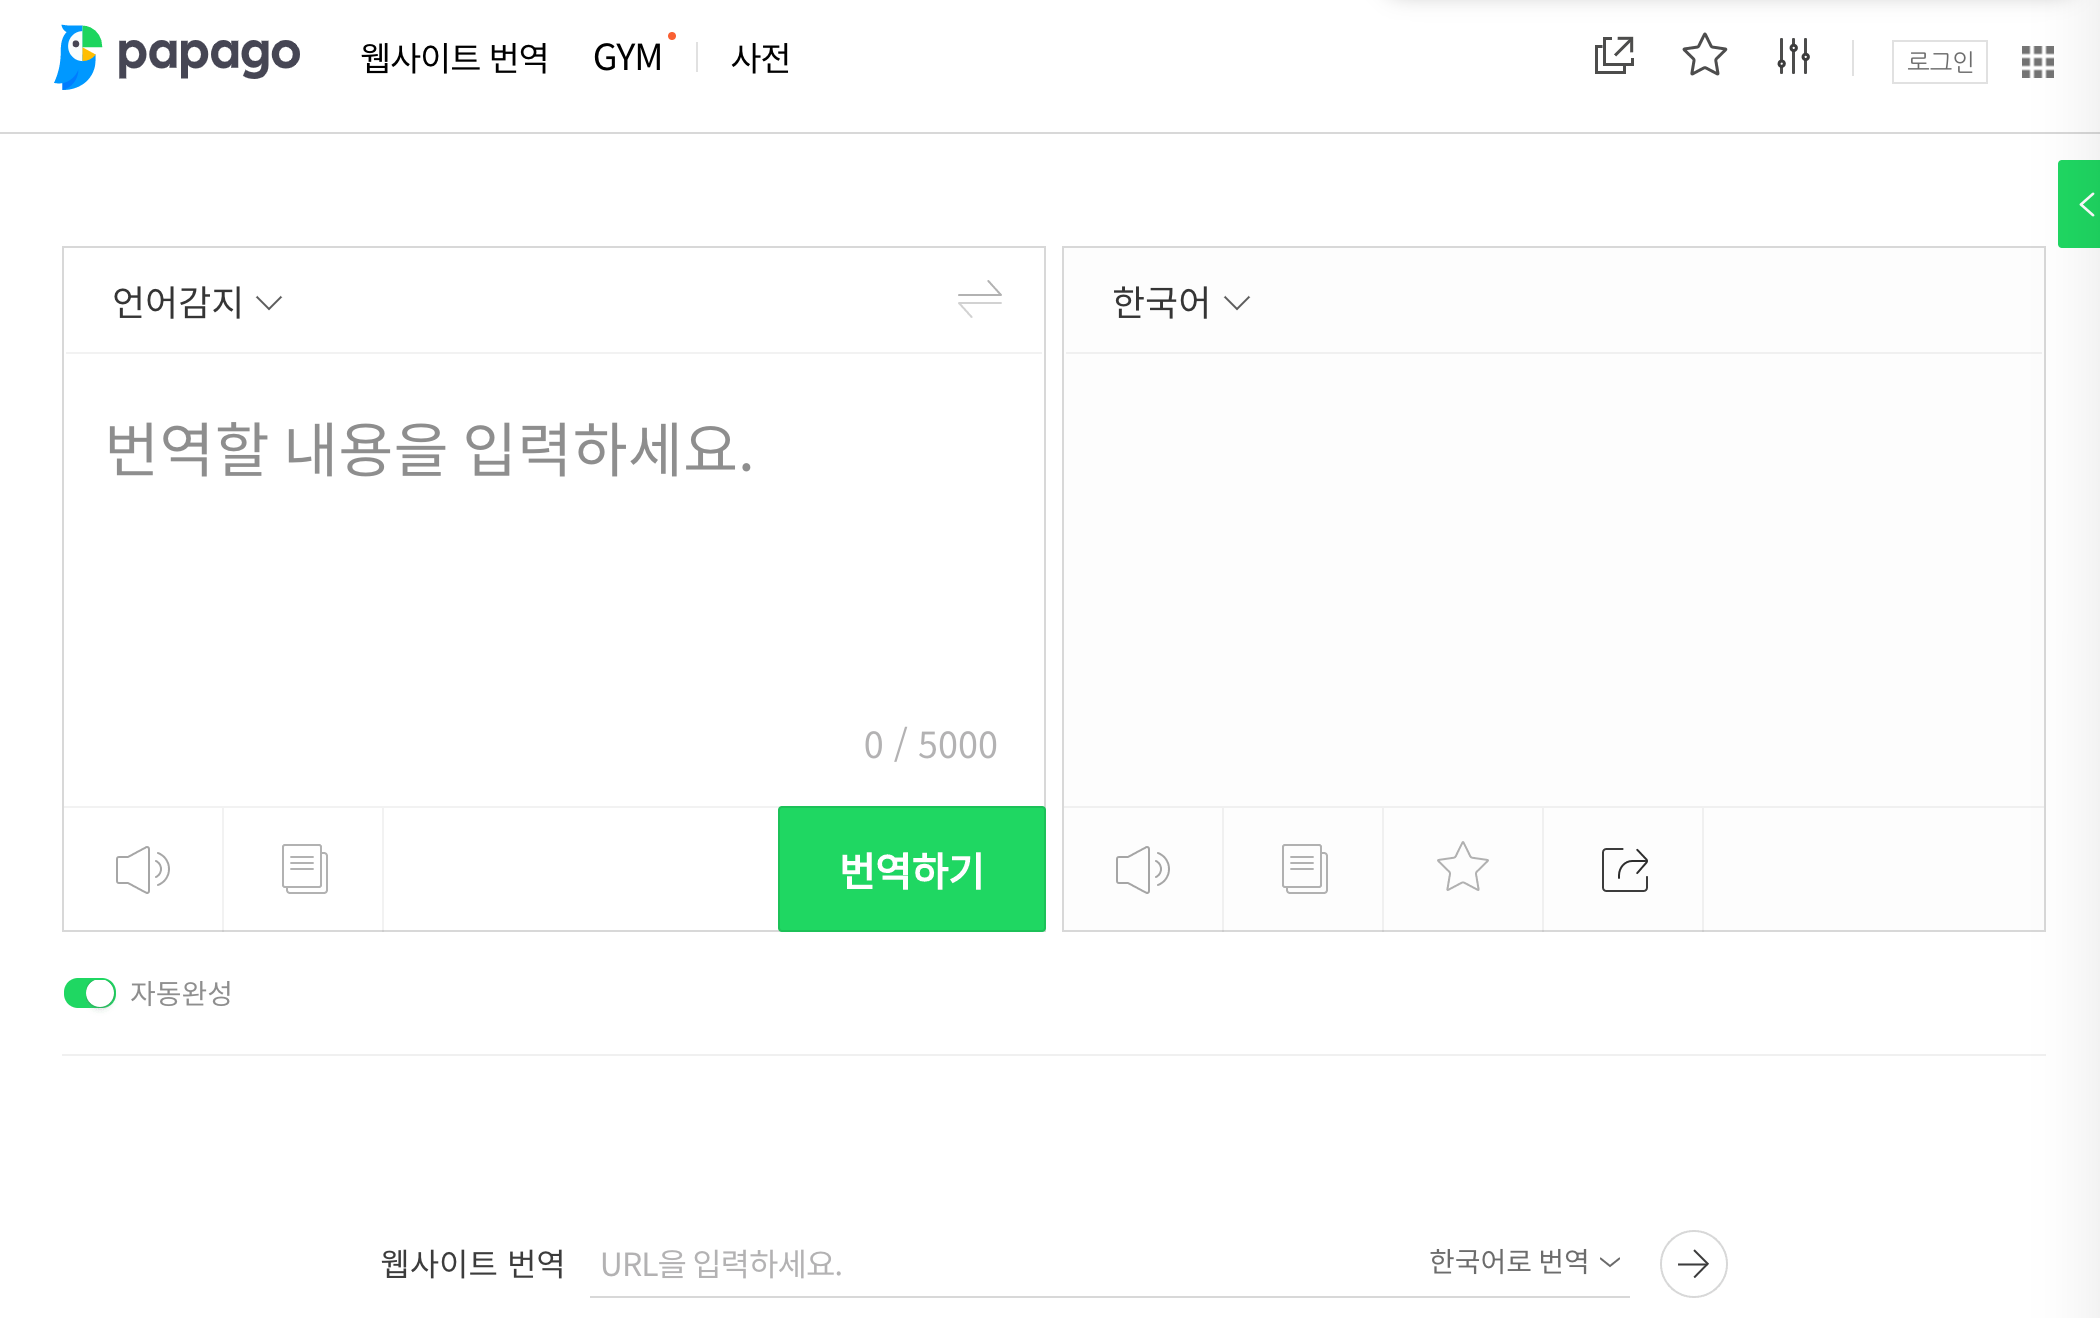 papago 웹사이트 번역 GYM 사전 로그인
언어감지
한국어
번역할 내용을 입력하세요.
0 / 5000
번역하기
자동완성
웹사이트 번역 URL을 입력하세요. 한국어로 번역